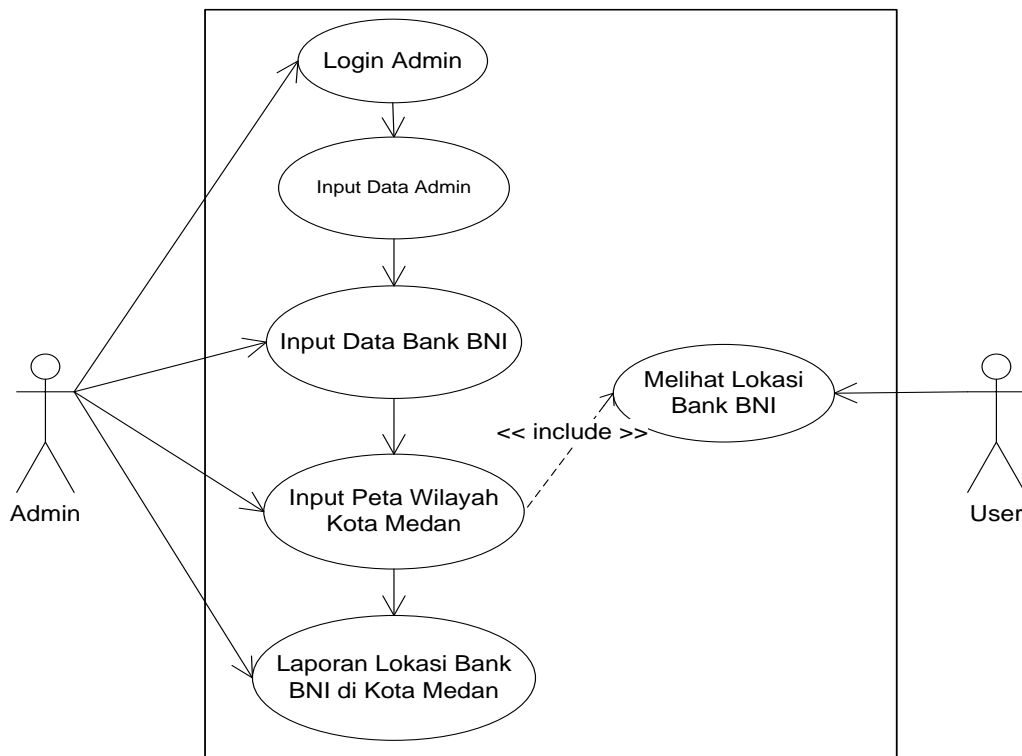 Login Admin
Input Data Admin
Input Data Bank BNI
Melihat Lokasi
Bank BNI
<< include >>
Input Peta Wilayah
Kota Medan
Admin
User
Laporan Lokasi Bank
BNI di Kota Medan